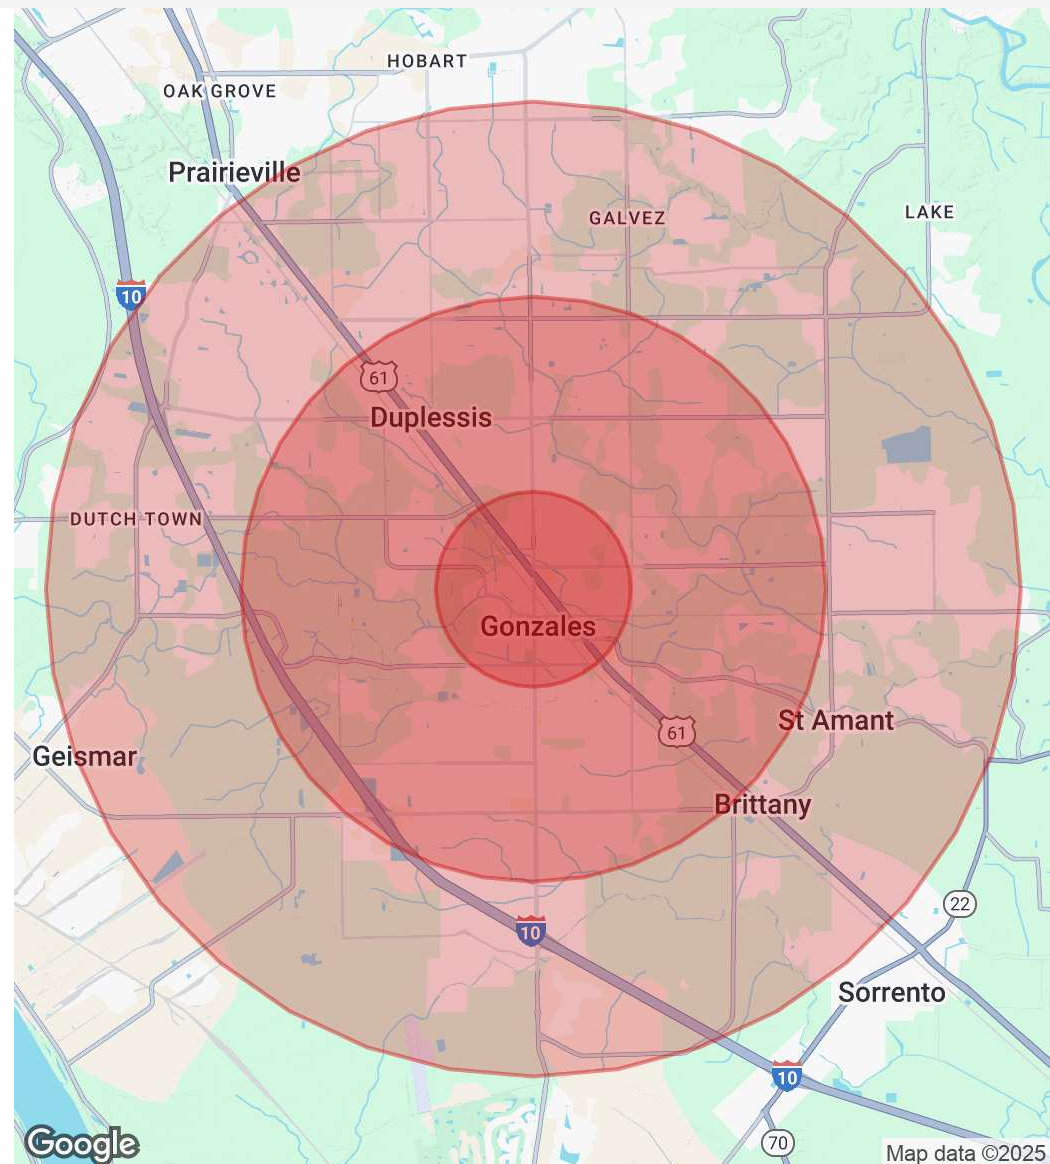 HOBART
OAK GROVE
Prairieville
LAKE
GALVEZ
10
61
Duplessis
DUTCH TOWN
Gonzales
St Amant
61
Geismar
Brittany
22
10
Sorrento
10
70
Google
Map data ©2025